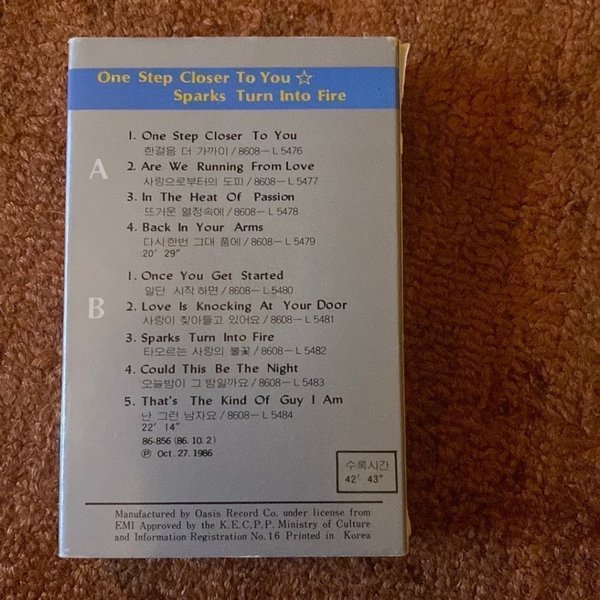 One Step Closer To You ☆
Sparks Turn Into Fire
A
1. One Step Closer To You
한걸음 더 가까이 / 8608－L 5476
2. Are We Running From Love
사랑으로부터의 도피 / 8608－L 5477
3. In The Heat Of Passion
뜨거운 열정속에 / 8608－L 5478
4. Back In Your Arms
다시한번 그대 품에 / 8608－L 5479
20′ 29″
B
1. Once You Get Started
일단 시작하면 / 8608－L 5480
2. Love Is Knocking At Your Door
사랑이 찾아들고 있어요 / 8608－L 5481
3. Sparks Turn Into Fire
타오르는 사랑의 불꽃 / 8608－L 5482
4. Could This Be The Night
오늘밤이 그 밤일까요 / 8608－L 5483
5. That's The Kind Of Guy I Am
난 그런 남자요 / 8608－L 5484
22′ 14″
86-856 (86. 10. 2)
Ⓟ Oct. 27. 1986
수록시간
42′ 43″
Manufactured by Oasis Record Co. under license from
EMI Approved by the K.E.C.P.P. Ministry of Culture
and Information Registration No. 16 Printed in Korea